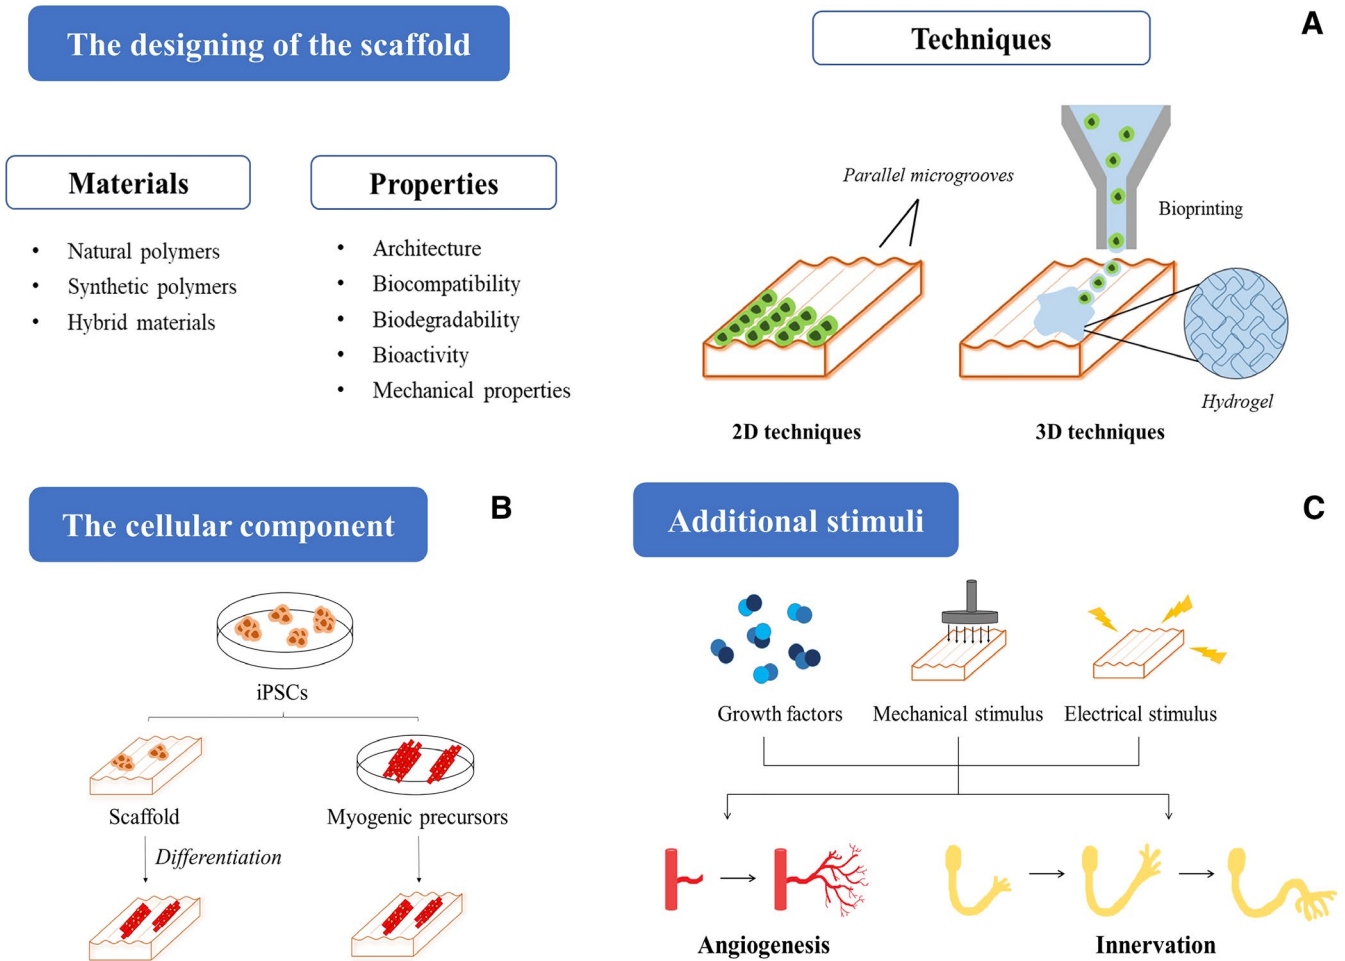 The designing of the scaffold
Techniques
A
Materials
Properties
• Natural polymers
• Synthetic polymers
• Hybrid materials
• Architecture
• Biocompatibility
• Biodegradability
• Bioactivity
• Mechanical properties
Parallel microgrooves
Bioprinting
Hydrogel
2D techniques
3D techniques
The cellular component
B
iPSCs
Scaffold
Myogenic precursors
Differentiation
Additional stimuli
C
Growth factors
Mechanical stimulus
Electrical stimulus
Angiogenesis
Innervation